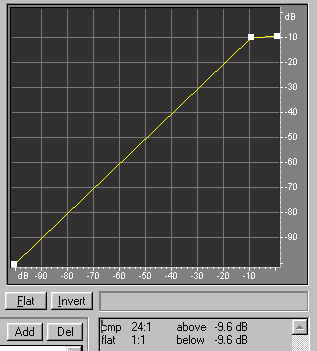 dB
-10
-20
-30
-40
-50
-60
-70
-80
-90
dB -90 -80 -70 -60 -50 -40 -30 -20 -10
Flat Invert
Add Del
cmp 24:1 above -9.6 dB
flat 1:1 below -9.6 dB